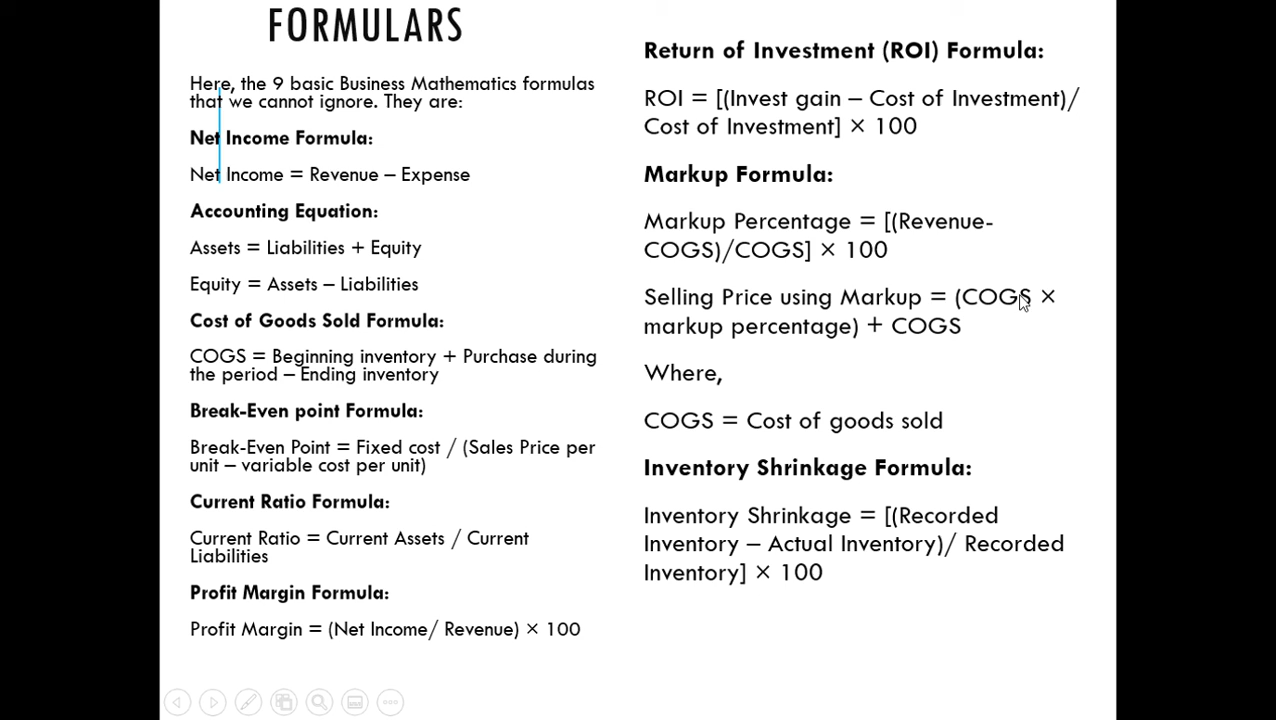 FORMULARS
Here, the 9 basic Business Mathematics formulas
that we cannot ignore. They are:
Net Income Formula:
Net Income = Revenue – Expense
Accounting Equation:
Assets = Liabilities + Equity
Equity = Assets – Liabilities
Cost of Goods Sold Formula:
COGS = Beginning inventory + Purchase during
the period – Ending inventory
Break-Even point Formula:
Break-Even Point = Fixed cost / (Sales Price per
unit – variable cost per unit)
Current Ratio Formula:
Current Ratio = Current Assets / Current
Liabilities
Profit Margin Formula:
Profit Margin = (Net Income/ Revenue) × 100
Return of Investment (ROI) Formula:
ROI = [(Invest gain – Cost of Investment)/
Cost of Investment] × 100
Markup Formula:
Markup Percentage = [(Revenue-
COGS)/COGS] × 100
Selling Price using Markup = (COGS ×
markup percentage) + COGS
Where,
COGS = Cost of goods sold
Inventory Shrinkage Formula:
Inventory Shrinkage = [(Recorded
Inventory – Actual Inventory)/ Recorded
Inventory] × 100